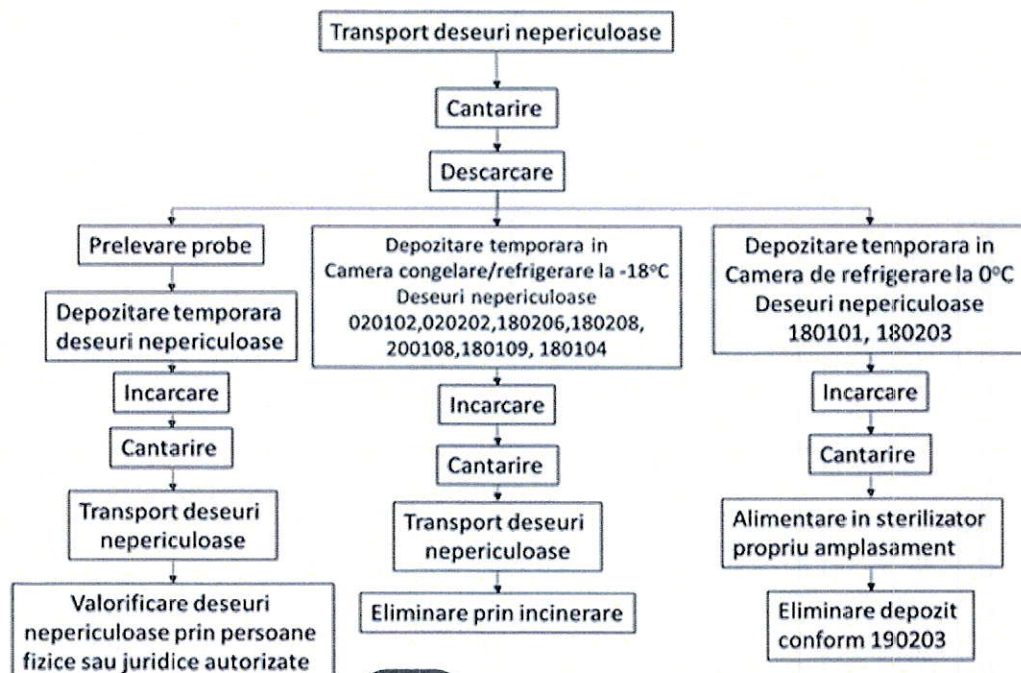 Transport deseuri nepericuloase
Cantarire
Descarcare
Prelevare probe
Depozitare temporara
deseuri nepericuloase
Incarcare
Cantarire
Transport deseuri
nepericuloase
Valorificare deseuri
nepericuloase prin persoane
fizice sau juridice autorizate
Depozitare temporara in
Camera congelare/refrigerare la -18°C
Deseuri nepericuloase
020102,020202,180206,180208,
200108,180109, 180104
Incarcare
Cantarire
Transport deseuri
nepericuloase
Eliminare prin incinerare
Depozitare temporara in
Camera de refrigerare la 0°C
Deseuri nepericuloase
180101, 180203
Incarcare
Cantarire
Alimentare in sterilizator
propriu amplasament
Eliminare depozit
conform 190203